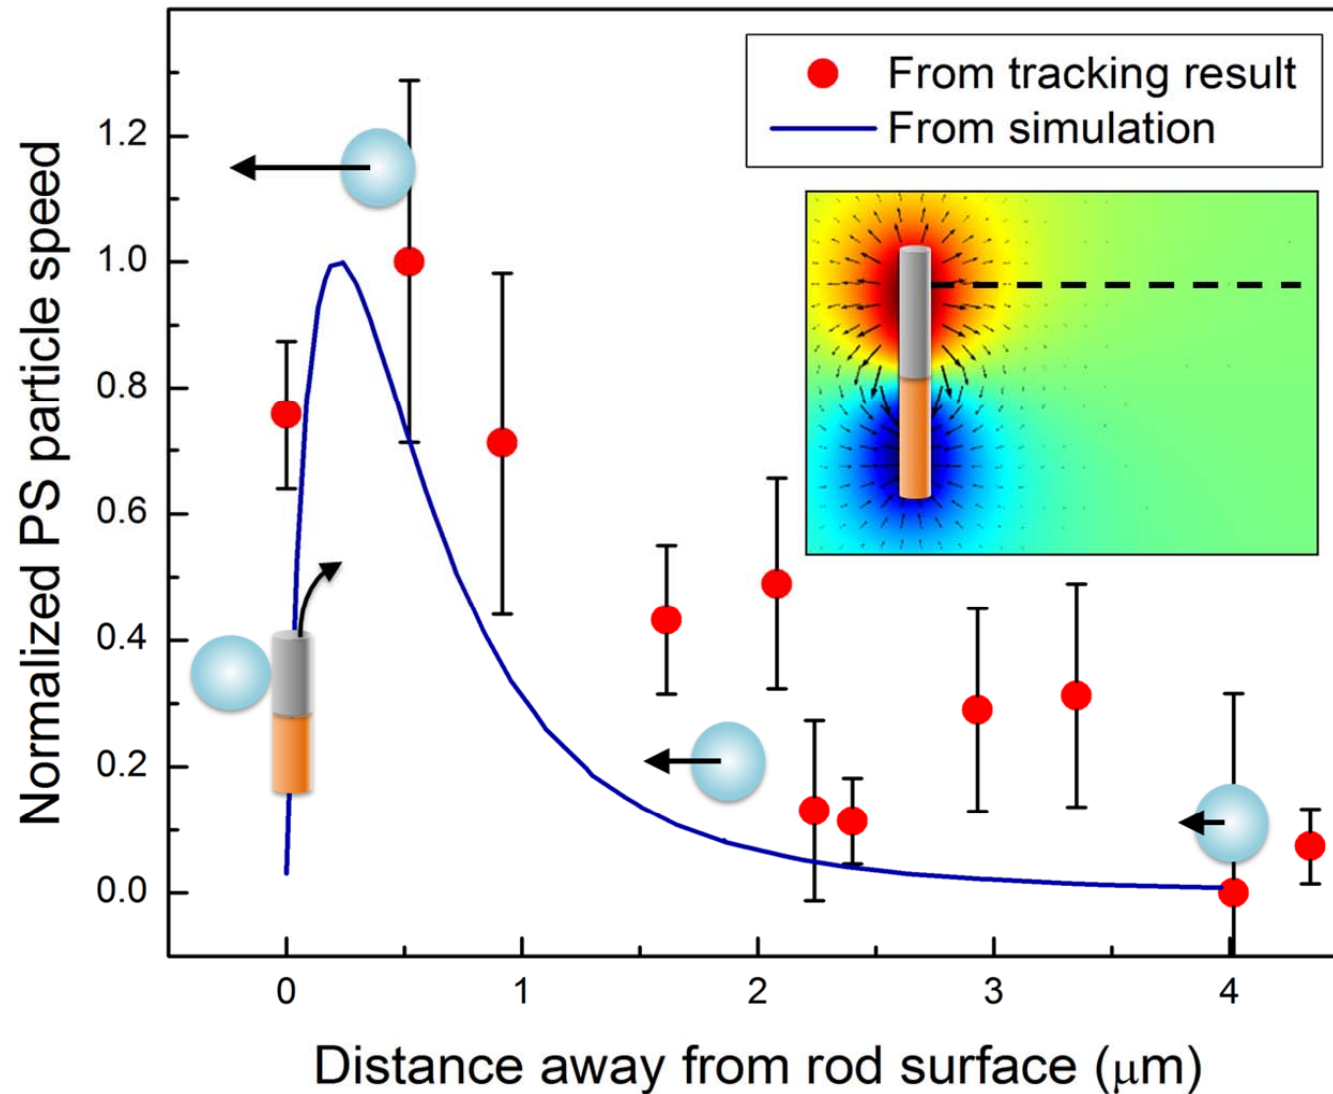 From tracking result
From simulation
Normalized PS particle speed
1.2
1.0
0.8
0.6
0.4
0.2
0.0
0 1 2 3 4
Distance away from rod surface (μm)